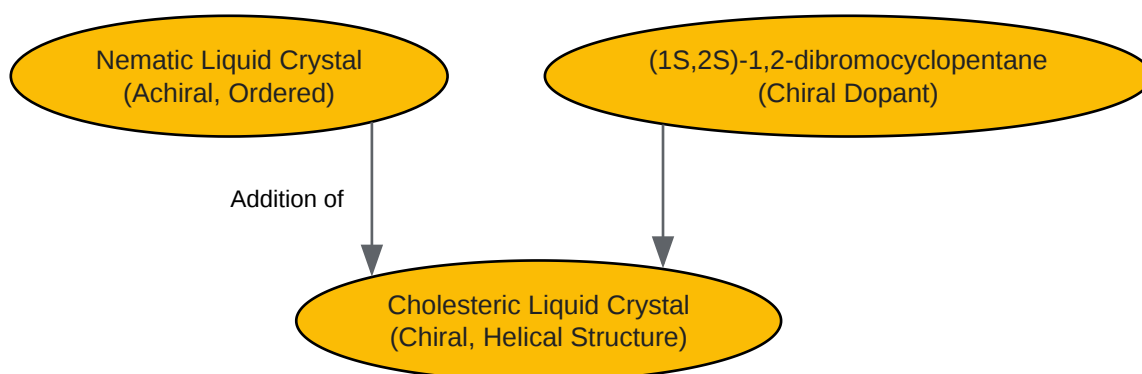 Nematic Liquid Crystal
(Achiral, Ordered)
(1S,2S)-1,2-dibromocyclopentane
(Chiral Dopant)
Addition of
Cholesteric Liquid Crystal
(Chiral, Helical Structure)